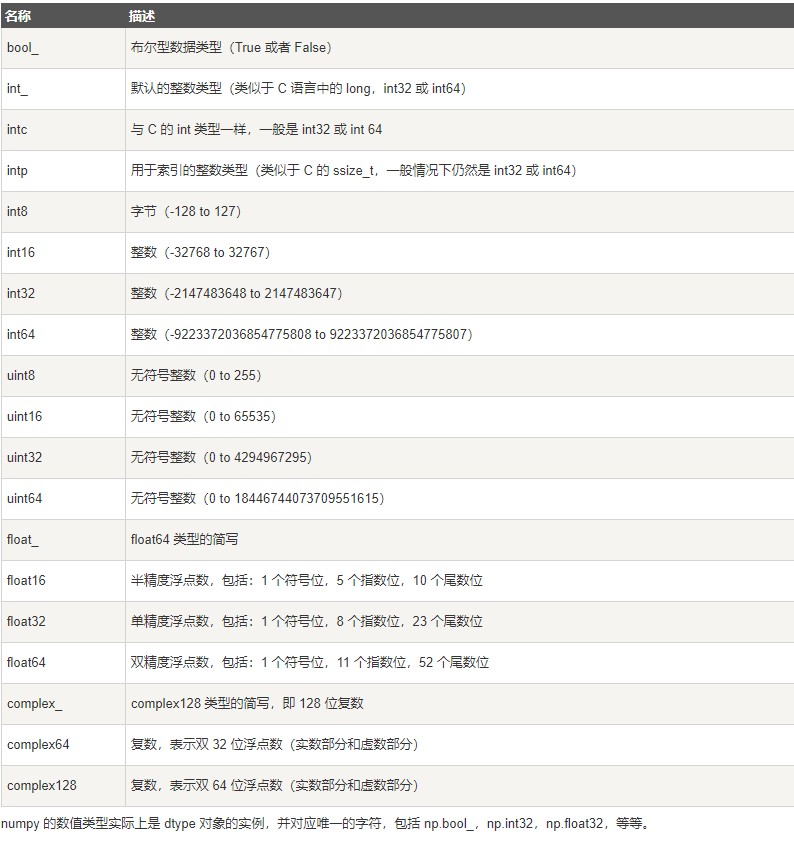 名称 描述
bool_ 布尔型数据类型（True 或者 False）
int_ 默认的整数类型（类似于 C 语言中的 long，int32 或 int64）
intc 与 C 的 int 类型一样，一般是 int32 或 int 64
intp 用于索引的整数类型（类似于 C 的 ssize_t，一般情况下仍然是 int32 或 int64）
int8 字节（-128 to 127）
int16 整数（-32768 to 32767）
int32 整数（-2147483648 to 2147483647）
int64 整数（-9223372036854775808 to 9223372036854775807）
uint8 无符号整数（0 to 255）
uint16 无符号整数（0 to 65535）
uint32 无符号整数（0 to 4294967295）
uint64 无符号整数（0 to 18446744073709551615）
float_ float64 类型的简写
float16 半精度浮点数，包括：1 个符号位，5 个指数位，10 个尾数位
float32 单精度浮点数，包括：1 个符号位，8 个指数位，23 个尾数位
float64 双精度浮点数，包括：1 个符号位，11 个指数位，52 个尾数位
complex_ complex128 类型的简写，即 128 位复数
complex64 复数，表示双 32 位浮点数（实数部分和虚数部分）
complex128 复数，表示双 64 位浮点数（实数部分和虚数部分）
numpy 的数值类型实际上是 dtype 对象的实例，并对应唯一的字符，包括 np.bool_，np.int32，np.float32，等等。